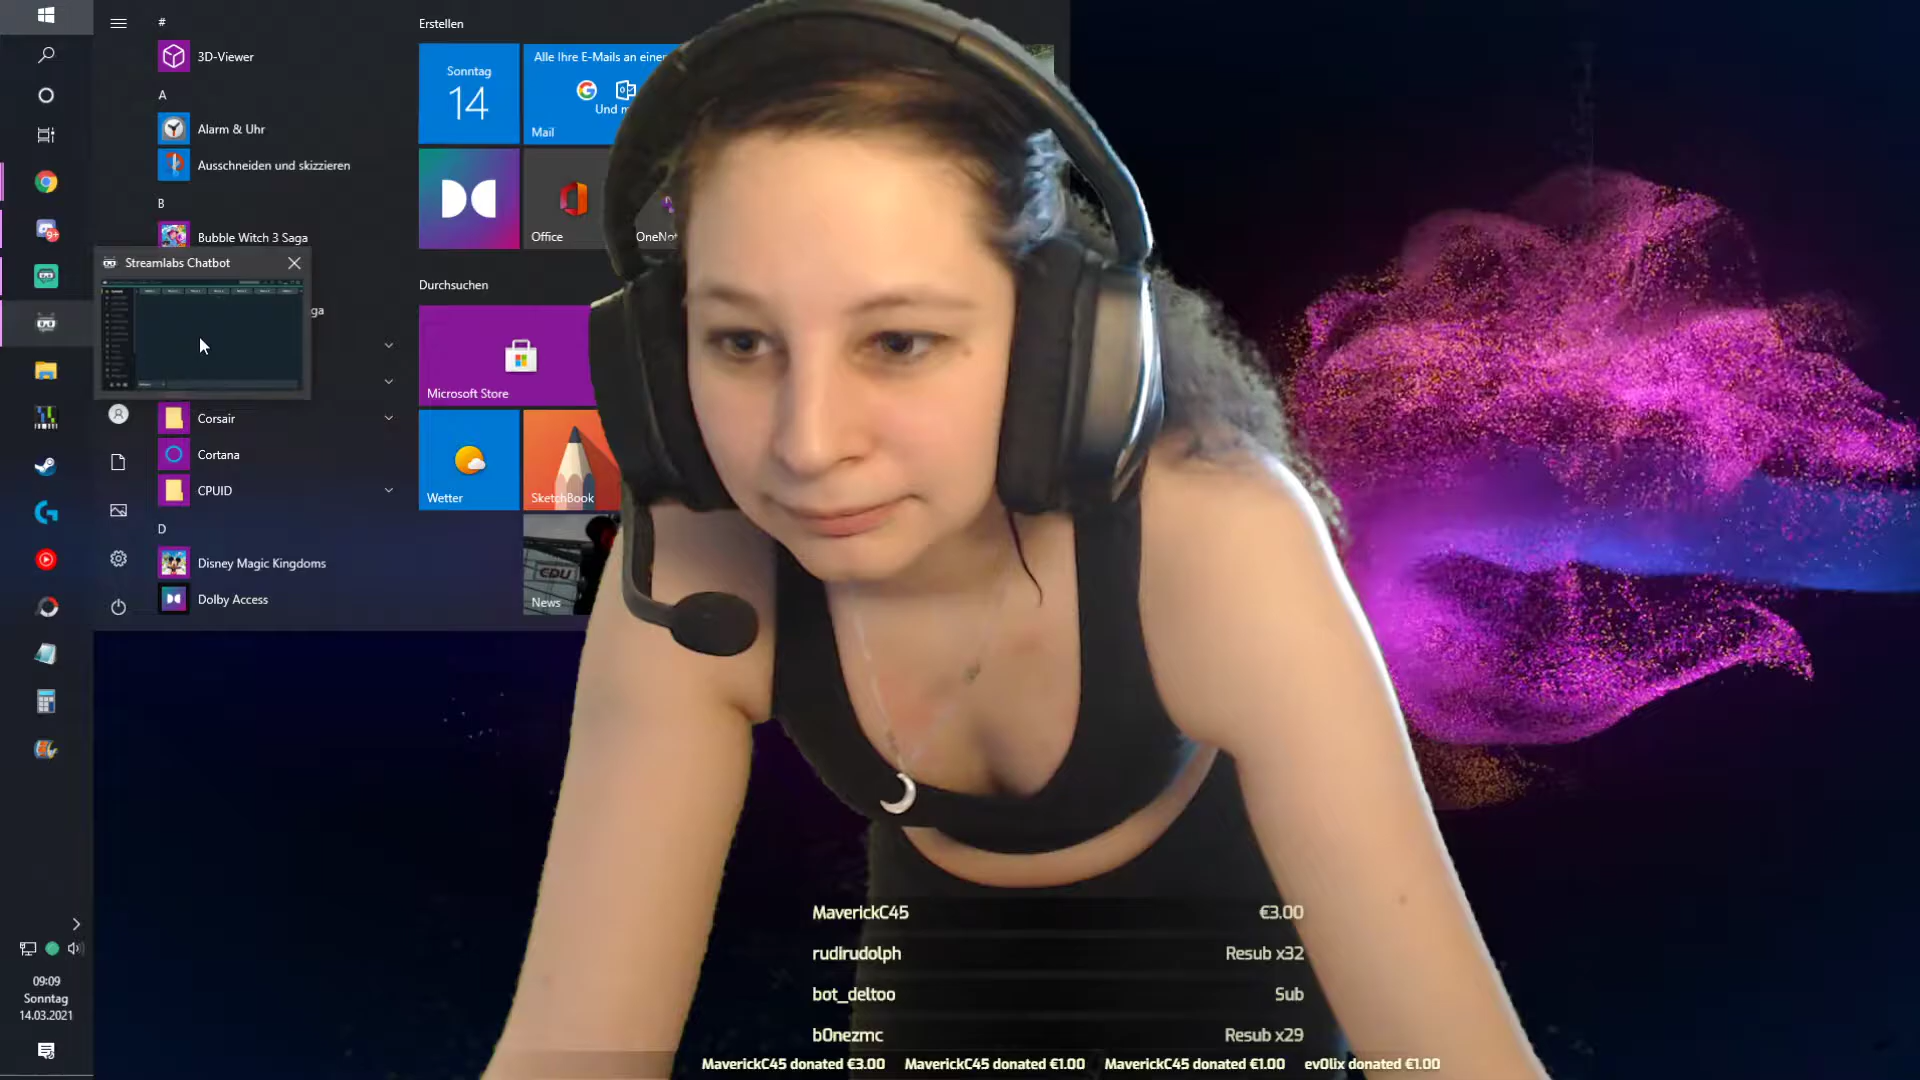 #
3D-Viewer
A
Alarm & Uhr
Ausschneiden und skizzieren
B
Bubble Witch 3 Saga
Streamlabs Chatbot
ga
Corsair
Cortana
CPUID
D
Disney Magic Kingdoms
Dolby Access
Erstellen
Sonntag
14
Alle Ihre E-Mails an einer
Und m
Mail
Office
OneNot
Durchsuchen
Microsoft Store
Wetter
SketchBook
CDU
News
9+
09:09
Sonntag
14.03.2021
MaverickC45 €3.00
rudirudolph Resub x32
bot_deltoo Sub
b0nezmc Resub x29
MaverickC45 donated €3.00 MaverickC45 donated €1.00 MaverickC45 donated €1.00 ev0lix donated €1.00